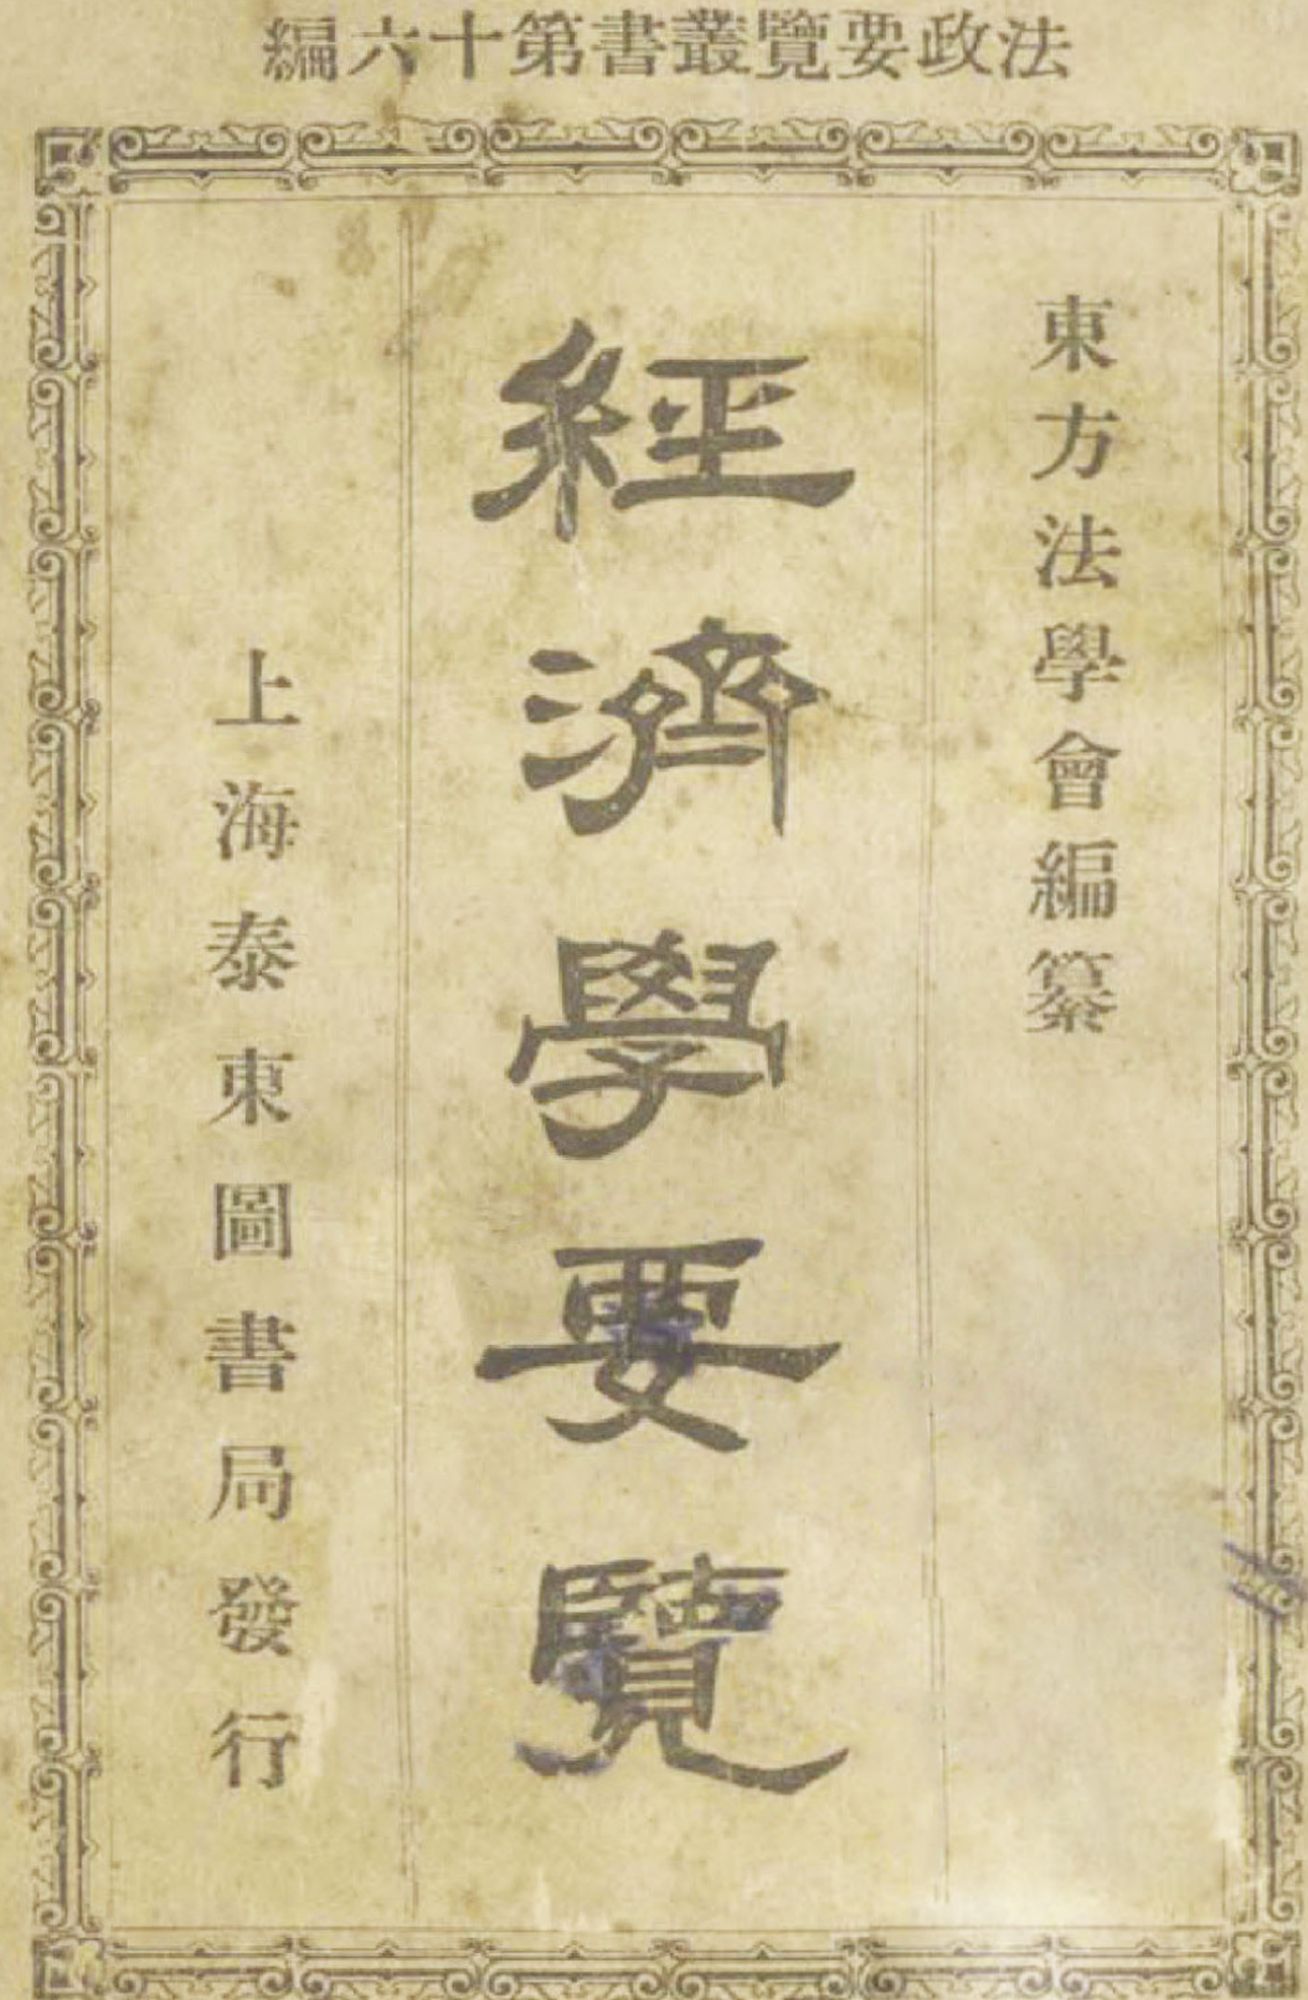 法政要覽叢書第十六編
東方法學會編纂
經濟學要覽
上海泰東圖書局發行